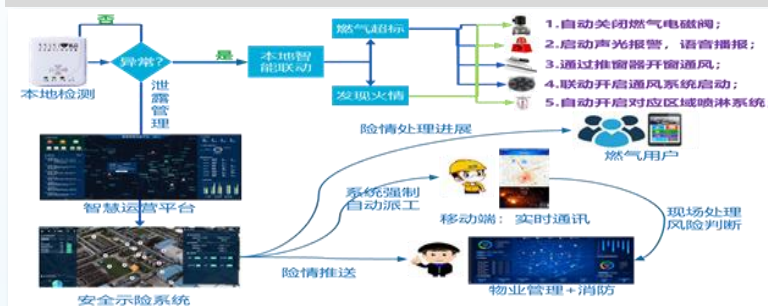 否
异常?
是
本地检测
泄露
管理
本地智
能联动
燃气超标
发现火情
1.自动关闭燃气电磁阀;
2.启动声光报警，语音播报;
3.通过推窗器开窗通风;
4.联动开启通风系统启动;
5.自动开启对应区域喷淋系统;
智慧运营平台
险情处理进展
燃气用户
系统强制
自动派工
移动端：实时通讯
现场处理
风险判断
安全示险系统
险情推送
物业管理+消防